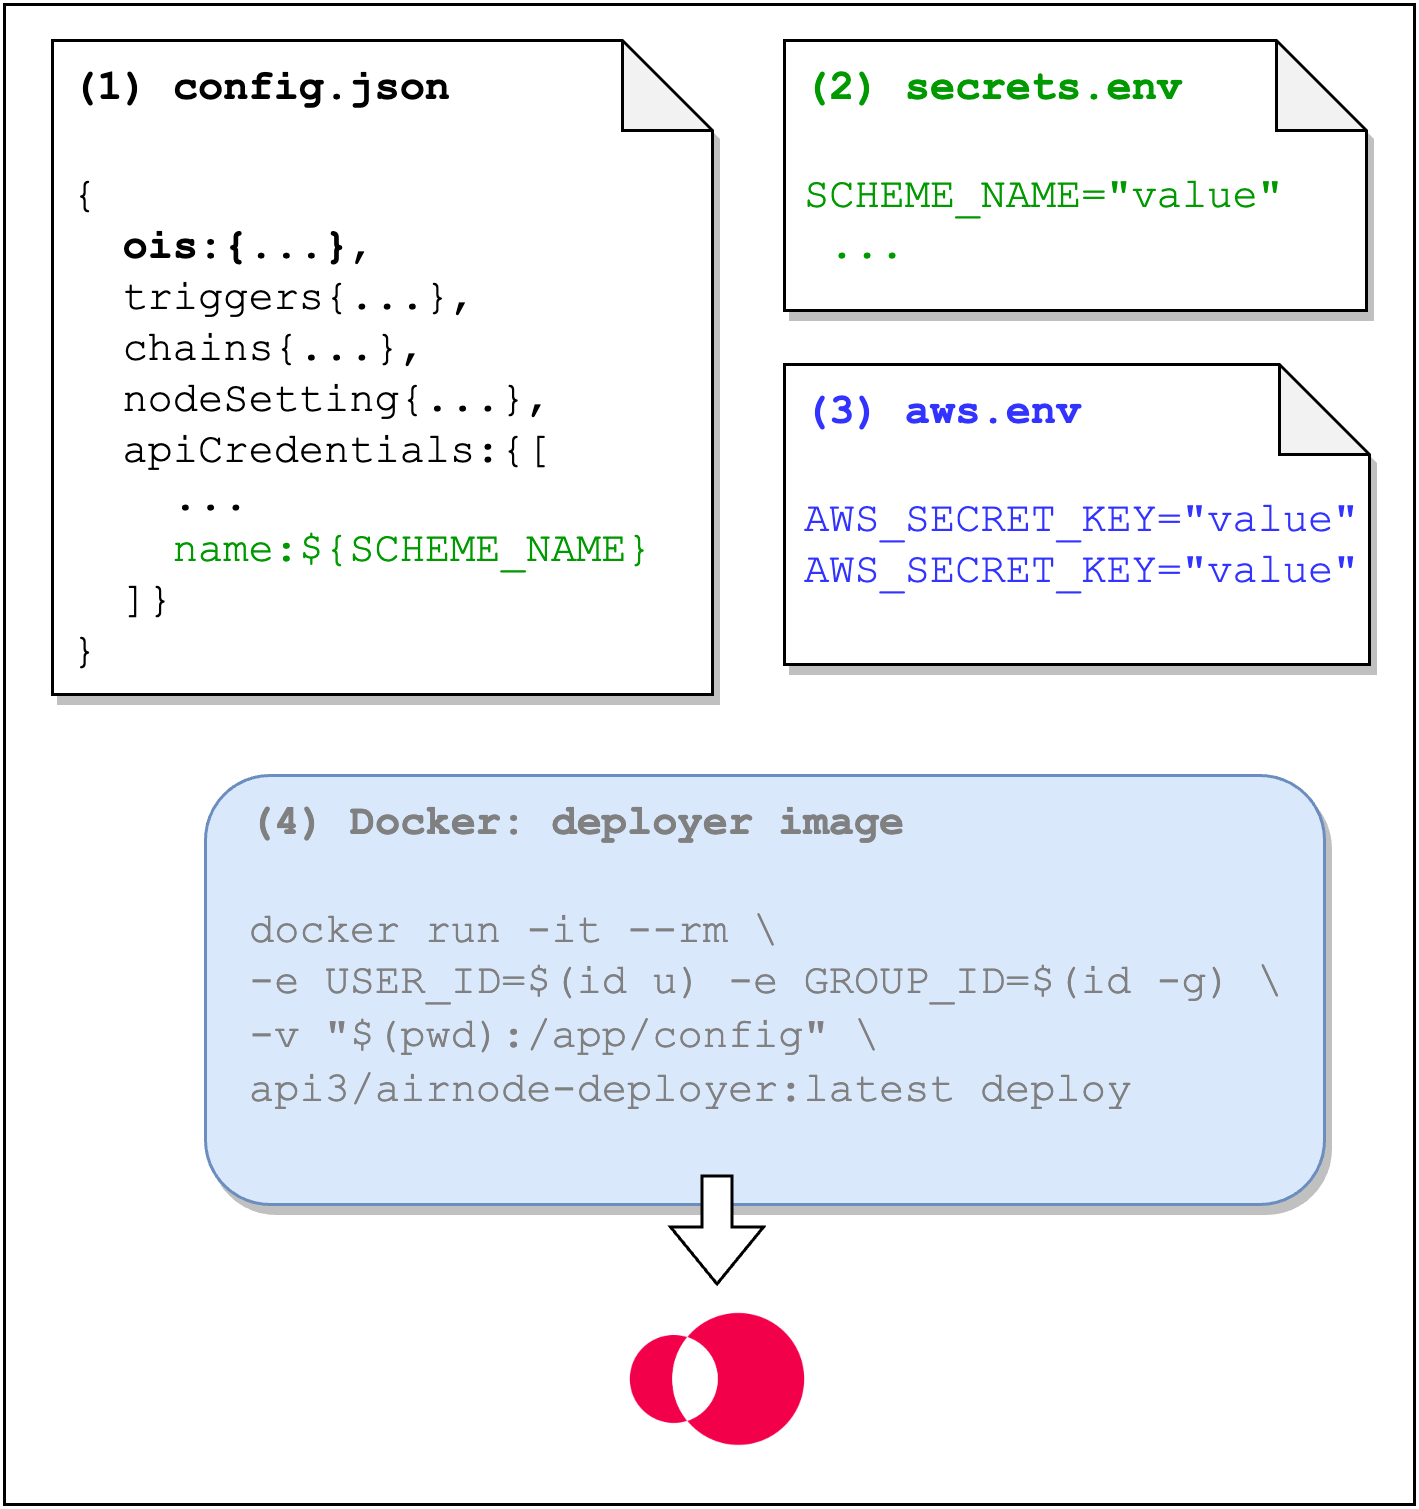 (1) config.json
{
ois:{...},
triggers{...},
chains{...},
nodeSetting{...},
apiCredentials:{[
...
name:${SCHEME_NAME}
]}
}
(2) secrets.env
SCHEME_NAME="value"
...
(3) aws.env
AWS_SECRET_KEY="value"
AWS_SECRET_KEY="value"
(4) Docker: deployer image
docker run -it --rm \
-e USER_ID=$(id u) -e GROUP_ID=$(id -g) \
-v "$(pwd):/app/config" \
api3/airnode-deployer:latest deploy